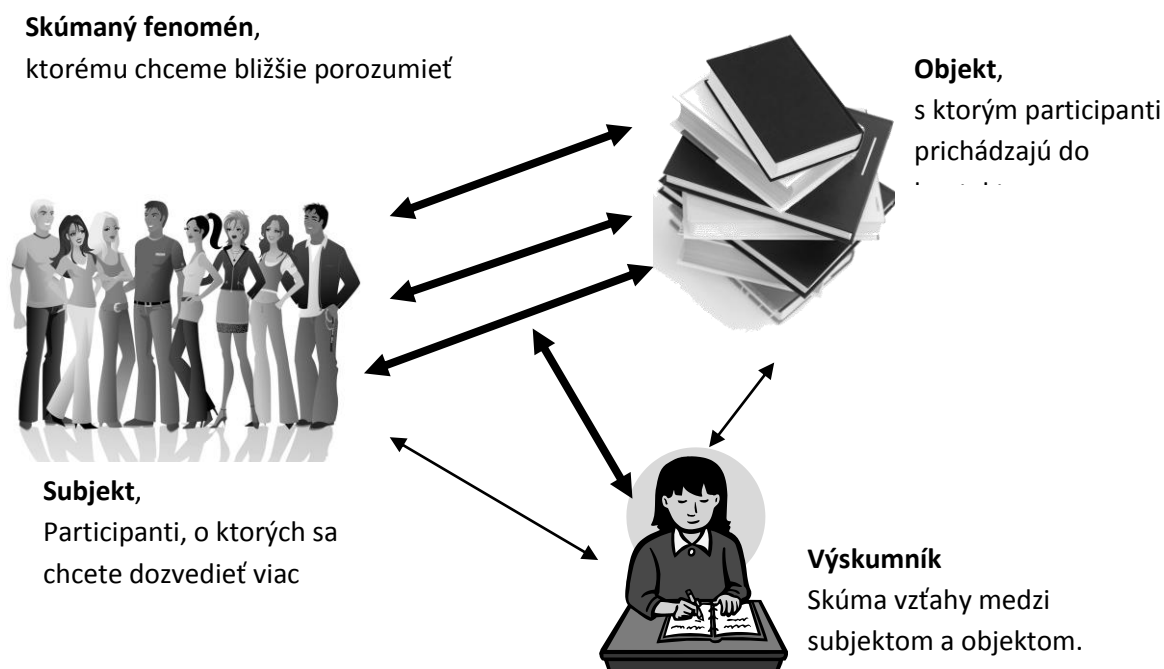 Skúmaný fenomén,
ktorému chceme bližšie porozumieť
Objekt,
s ktorým participanti
prichádzajú do
Subjekt,
Participanti, o ktorých sa
chcete dozvedieť viac
Výskumník
Skúma vzťahy medzi
subjektom a objektom.